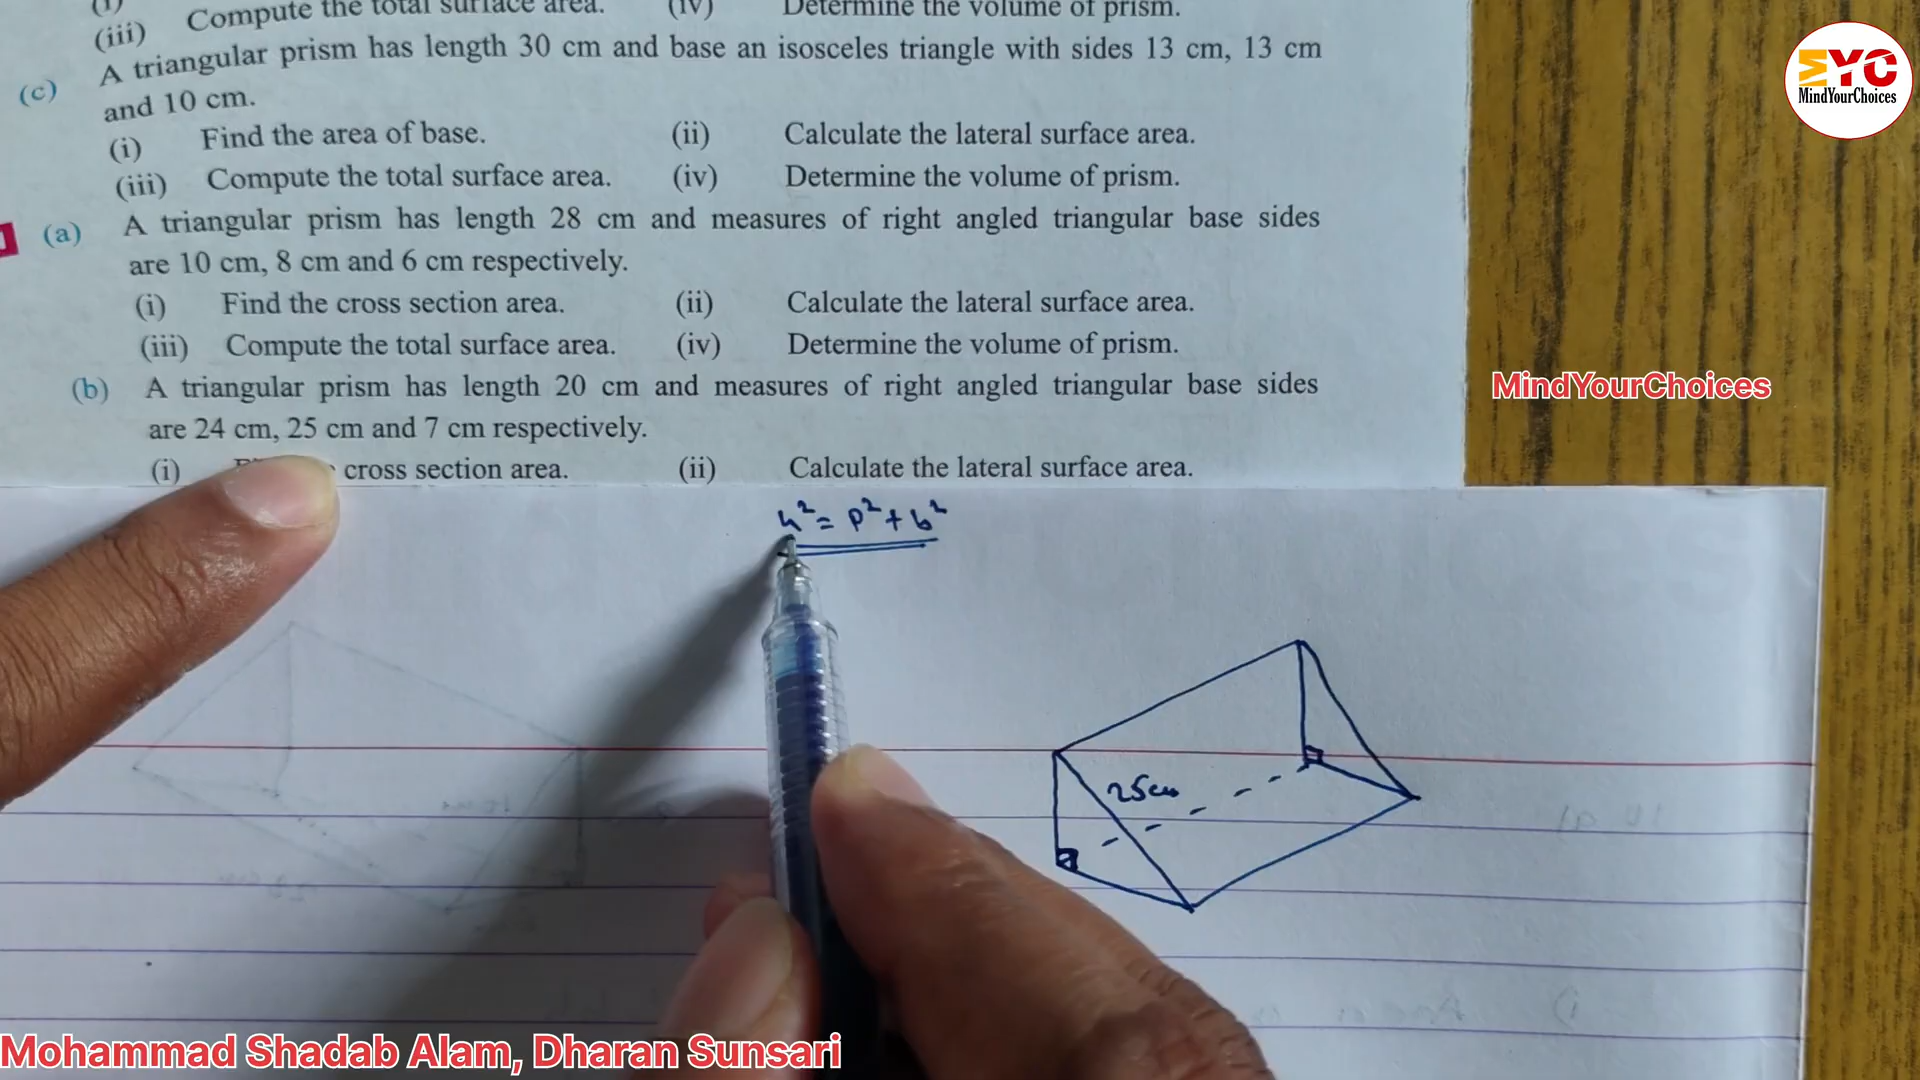 (iii) Compute the total surface area. (iv) Determine the volume of prism.
(c) A triangular prism has length 30 cm and base an isosceles triangle with sides 13 cm, 13 cm
and 10 cm.
(i) Find the area of base. (ii) Calculate the lateral surface area.
(iii) Compute the total surface area. (iv) Determine the volume of prism.
(a) A triangular prism has length 28 cm and measures of right angled triangular base sides
are 10 cm, 8 cm and 6 cm respectively.
(i) Find the cross section area. (ii) Calculate the lateral surface area.
(iii) Compute the total surface area. (iv) Determine the volume of prism.
(b) A triangular prism has length 20 cm and measures of right angled triangular base sides
are 24 cm, 25 cm and 7 cm respectively.
(i) cross section area. (ii) Calculate the lateral surface area.
h² = p² + b²
25cm
MYC
MindYourChoices
MindYourChoices
Mohammad Shadab Alam, Dharan Sunsari